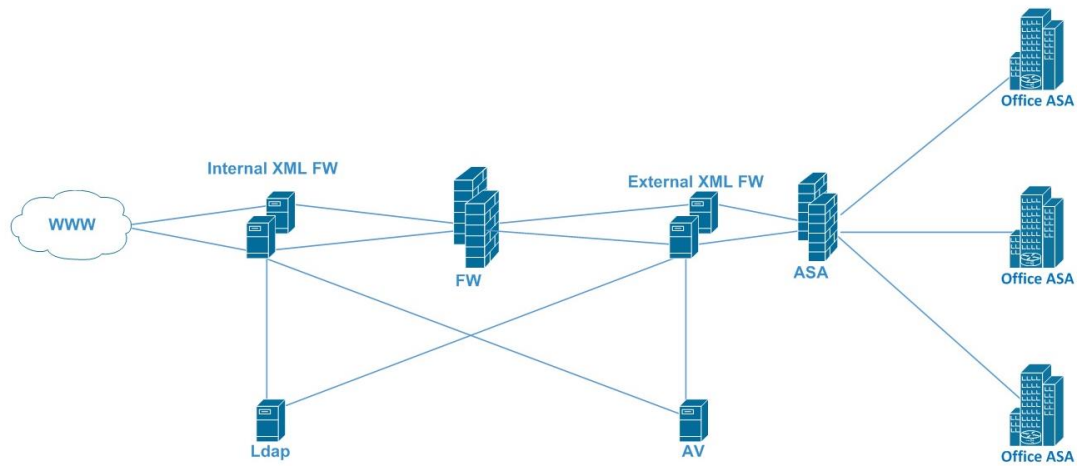 Office ASA
Internal XML FW
External XML FW
WWW
FW
ASA
Office ASA
Ldap
AV
Office ASA